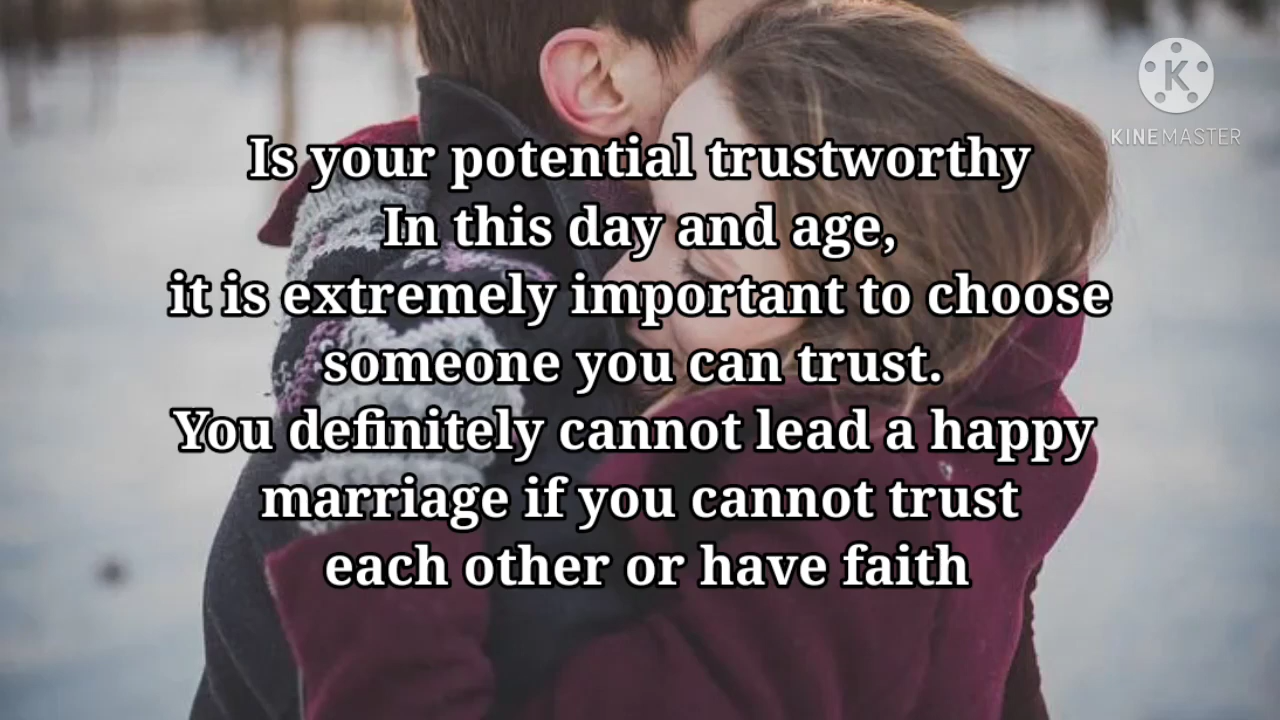 KINEMASTER
Is your potential trustworthy
In this day and age,
it is extremely important to choose
someone you can trust.
You definitely cannot lead a happy
marriage if you cannot trust
each other or have faith